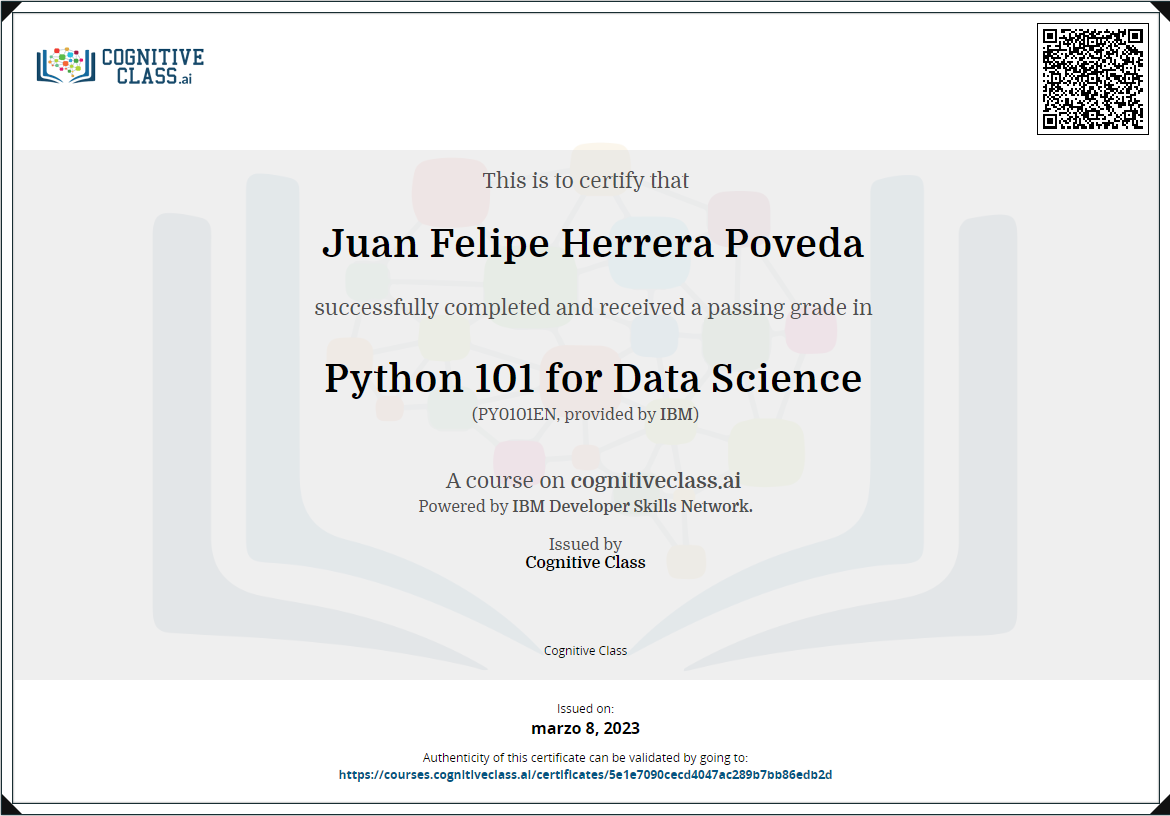 COGNITIVE
CLASS.ai
This is to certify that
Juan Felipe Herrera Poveda
successfully completed and received a passing grade in
Python 101 for Data Science
(PY0101EN, provided by IBM)
A course on cognitiveclass.ai
Powered by IBM Developer Skills Network.
Issued by
Cognitive Class
Cognitive Class
Issued on:
marzo 8, 2023
Authenticity of this certificate can be validated by going to:
https://courses.cognitiveclass.ai/certificates/5e1e7090cecd4047ac289b7bb86edb2d